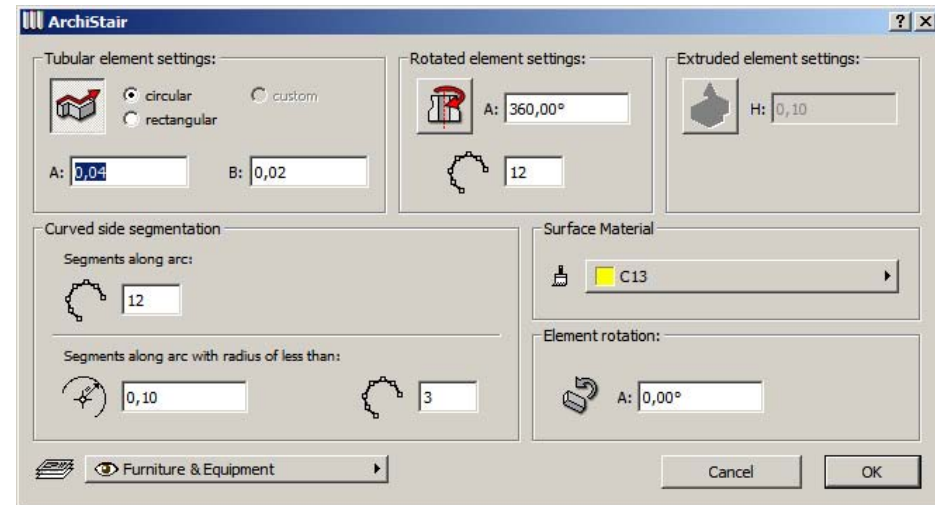 ArchiStair
Tubular element settings:
circular
custom
rectangular
A: 0,04
B: 0,02
Rotated element settings:
A: 360,00°
12
Extruded element settings:
H: 0,10
Curved side segmentation
Segments along arc:
12
Segments along arc with radius of less than:
0,10
3
Surface Material
C13
Element rotation:
A: 0,00°
Furniture & Equipment
Cancel
OK